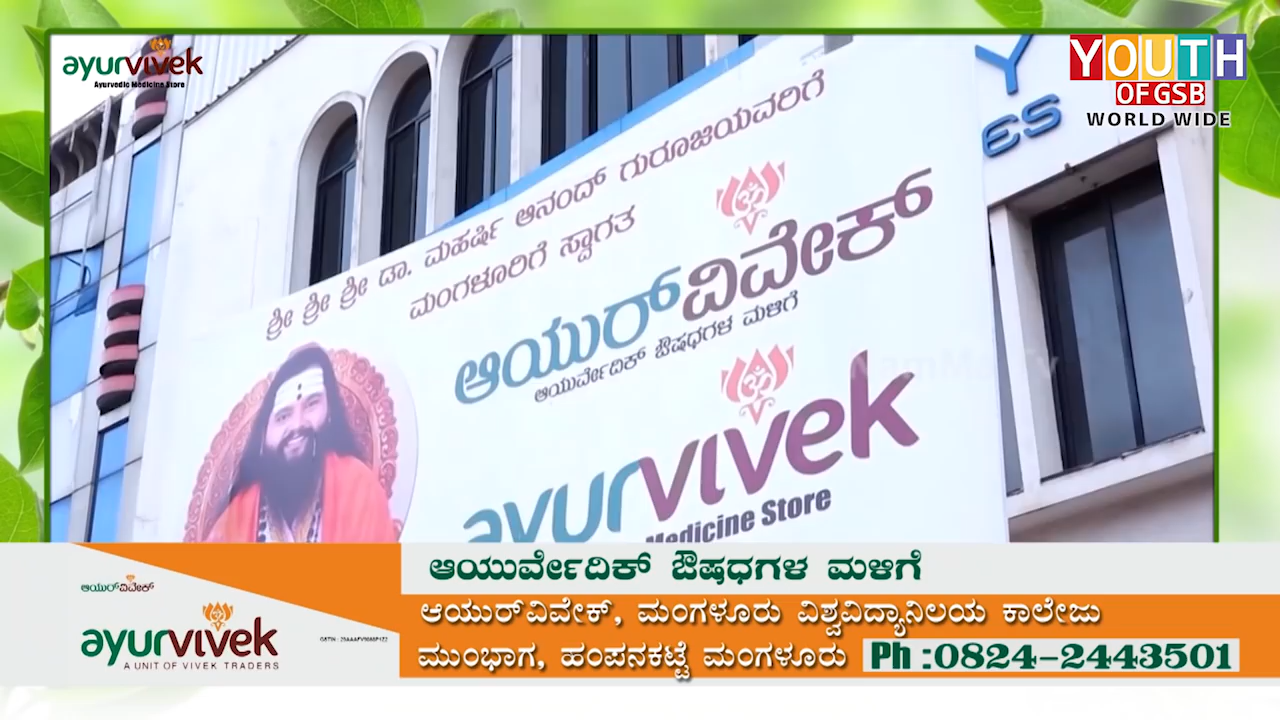 ayurvivek
Ayurvedic Medicine Store
YOUTH
OF GSB
WORLD WIDE
Y
ES
ಶ್ರೀ ಶ್ರೀ ಶ್ರೀ ಡಾ. ಮಹರ್ಷಿ ಆನಂದ್ ಗುರೂಜಿಯವರಿಗೆ
ಮಂಗಳೂರಿಗೆ ಸ್ವಾಗತ
ಆಯುರ್‌ವಿವೇಕ್
ಆಯುರ್ವೇದಿಕ್ ಔಷಧಗಳ ಮಳಿಗೆ
ayurvivek
Medicine Store
ಆಯುರ್ವೇದಿಕ್ ಔಷಧಗಳ ಮಳಿಗೆ
ಆಯುರ್‌ವಿವೇಕ್
ayurvivek
A UNIT OF VIVEK TRADERS
ಆಯುರ್‌ವಿವೇಕ್, ಮಂಗಳೂರು ವಿಶ್ವವಿದ್ಯಾನಿಲಯ ಕಾಲೇಜು
ಮುಂಭಾಗ, ಹಂಪನಕಟ್ಟೆ ಮಂಗಳೂರು Ph :0824-2443501